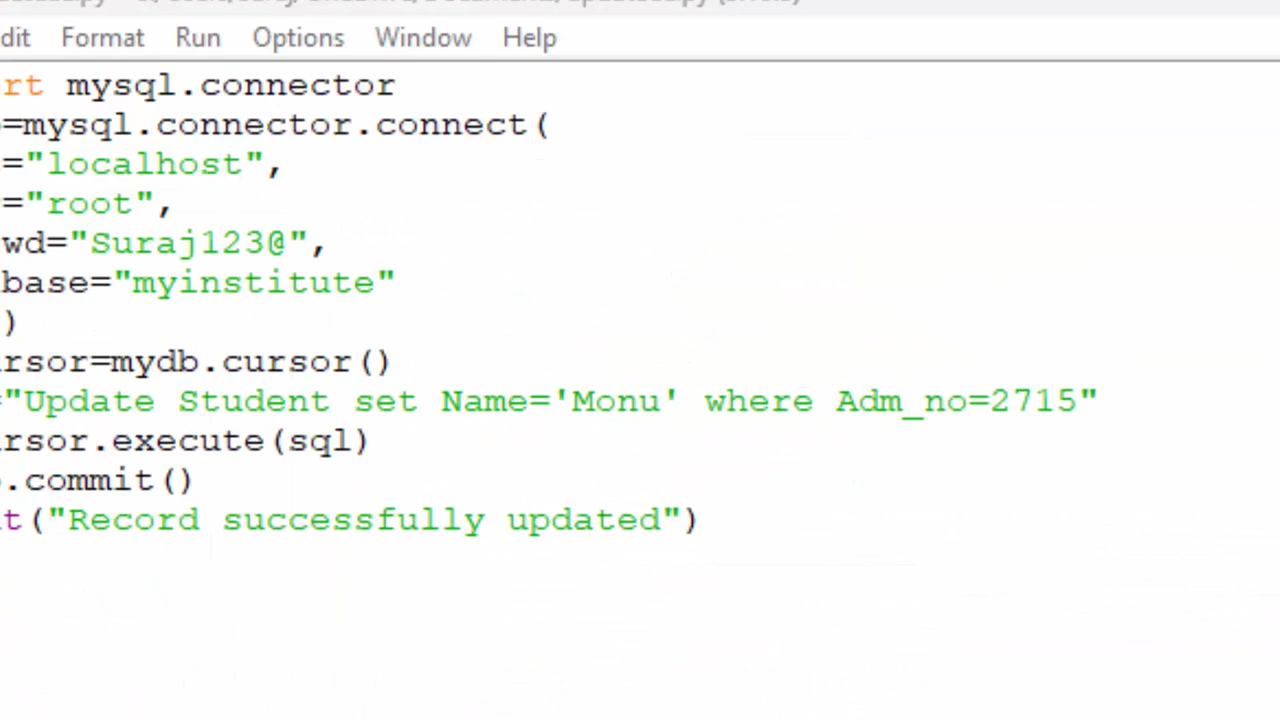 dit Format Run Options Window Help
rt mysql.connector
=mysql.connector.connect(
="localhost",
="root",
wd="Suraj123@",
base="myinstitute"
)
rsor=mydb.cursor()
="Update Student set Name='Monu' where Adm_no=2715"
rsor.execute(sql)
.commit()
t("Record successfully updated")